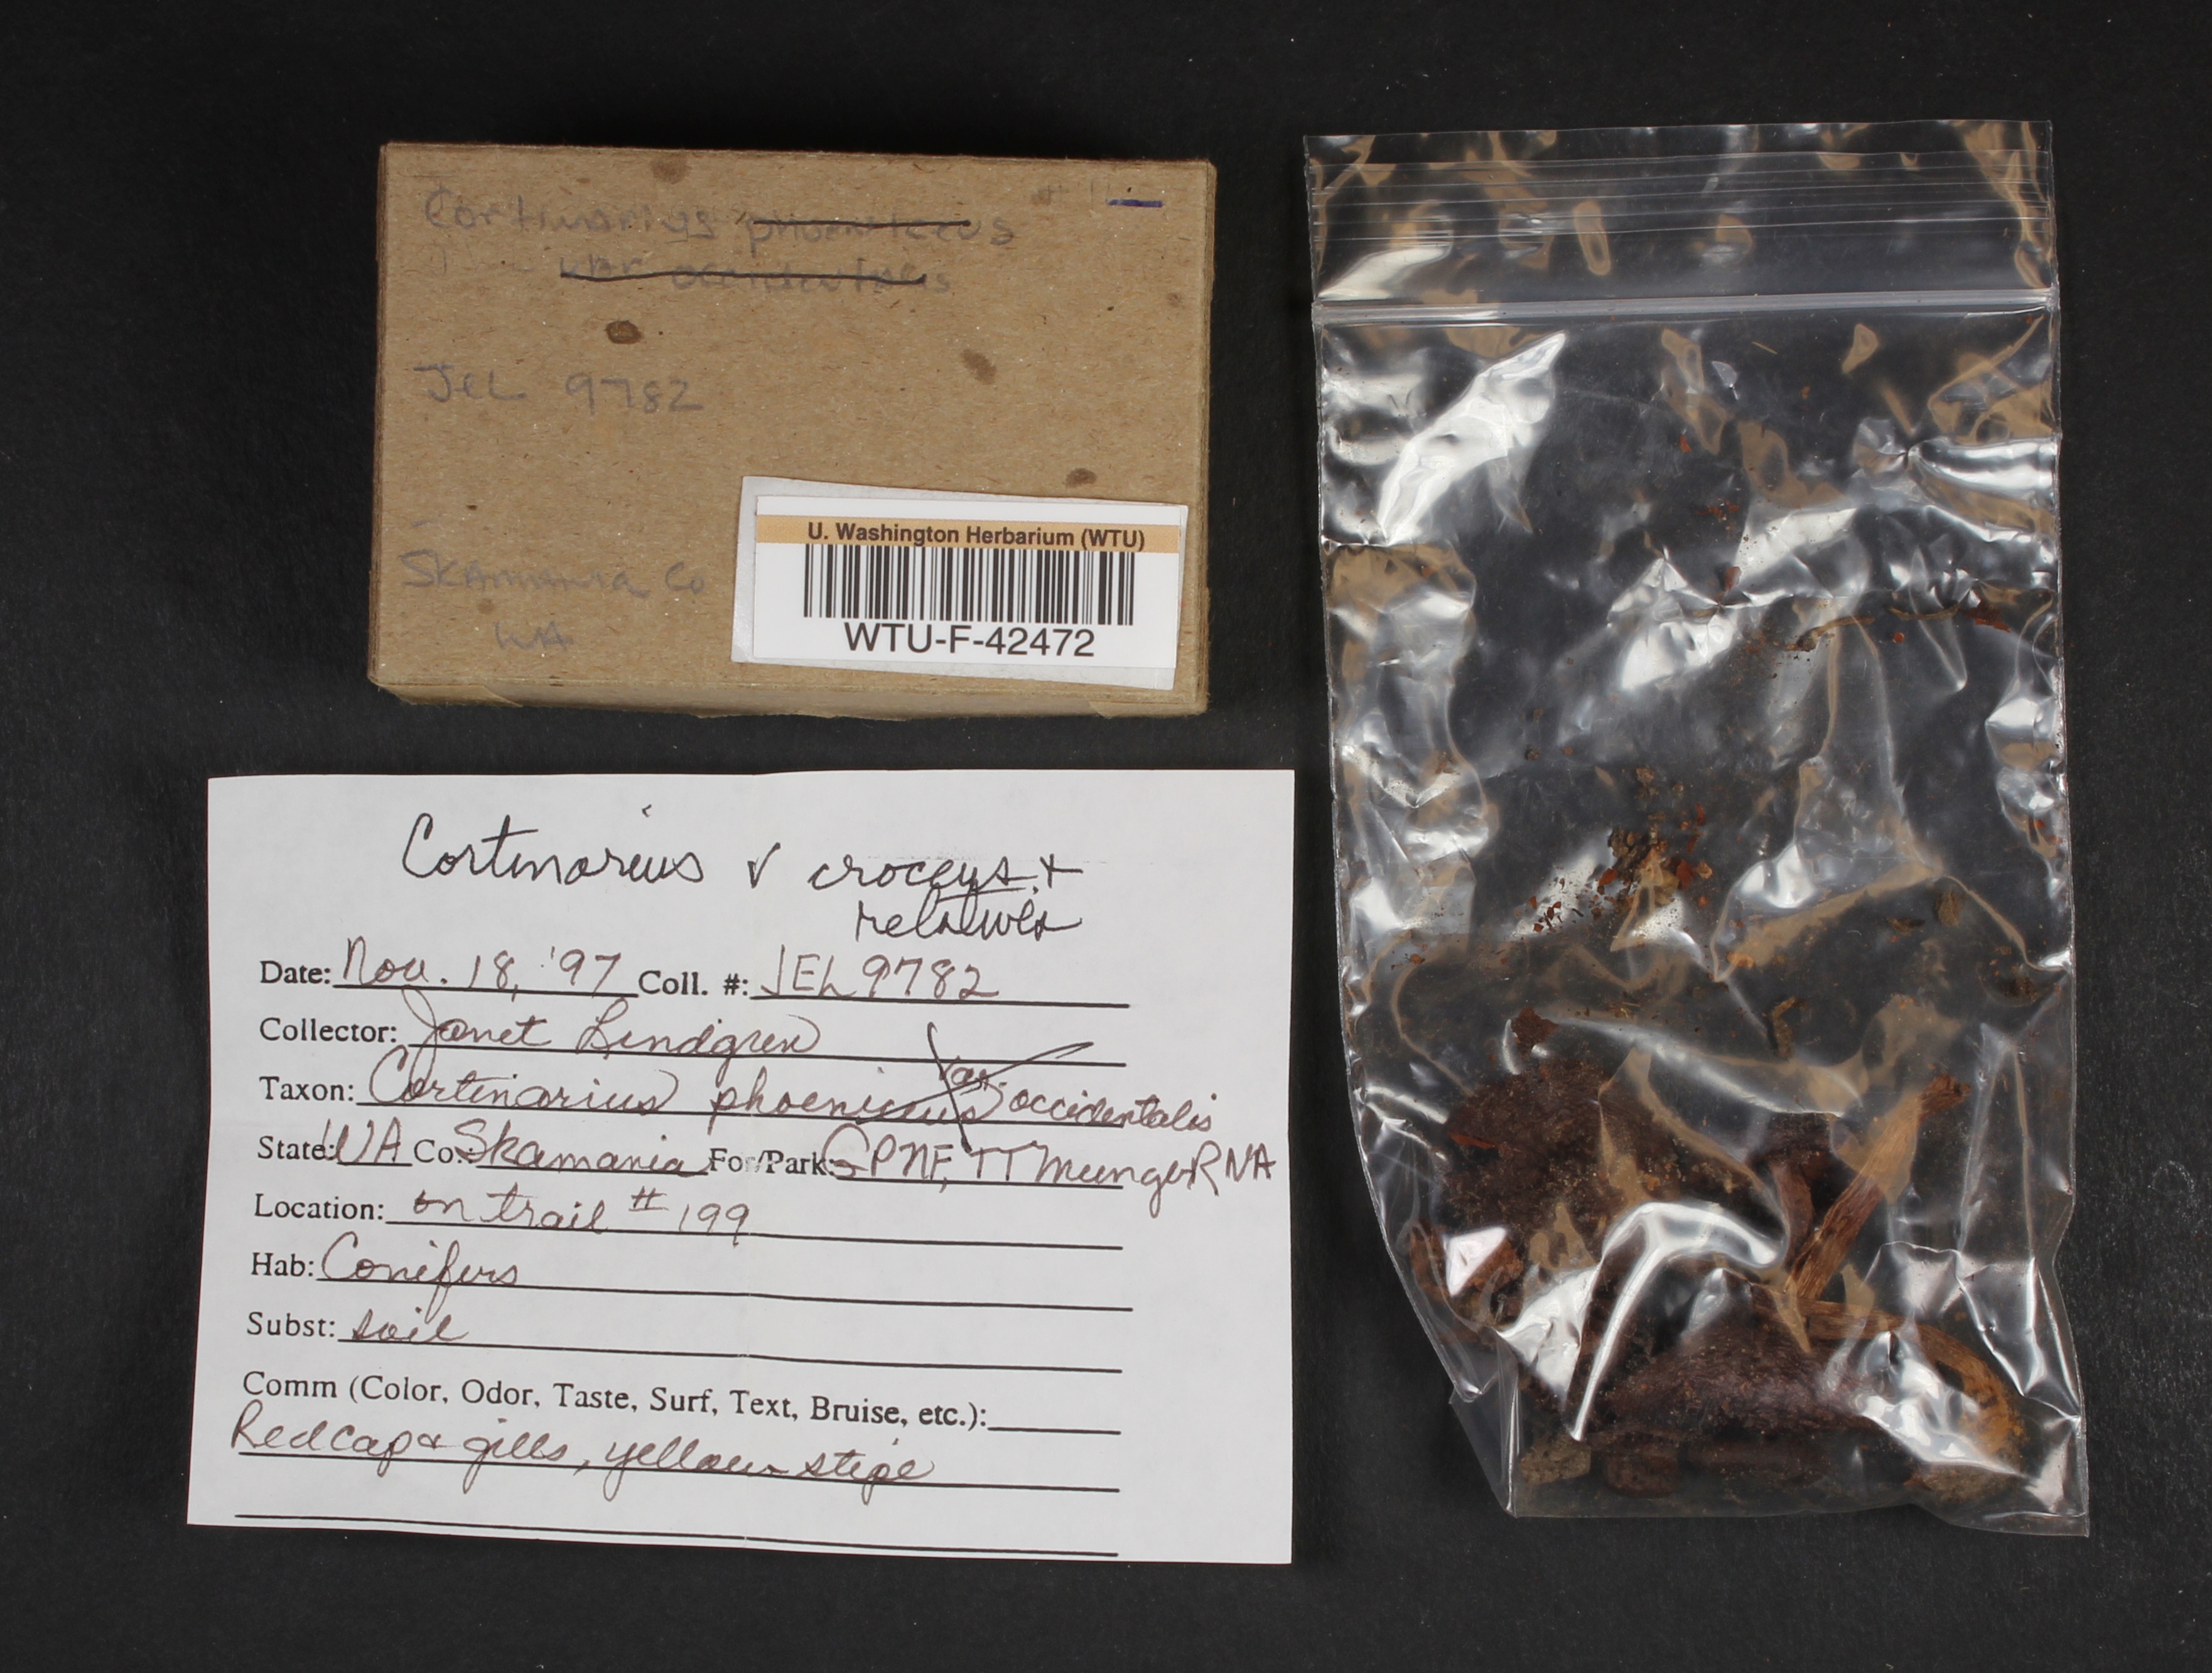 Cortinarius phoeniceus
var occidentalis
JEL 9782
Skamania Co
WA
U. Washington Herbarium (WTU)
WTU-F-42472
Cortinarius √ croceus +
relatives
Date: Nov. 18, '97 Coll. #: JEL 9782
Collector: Janet Lindgren
Taxon: Cortinarius phoeniceus var. occidentalis
State: WA Co.: Skamania For/Park: GPNF, TT Munger RNA
Location: on trail # 199
Hab: Conifers
Subst: soil
Comm (Color, Odor, Taste, Surf, Text, Bruise, etc.):
Red cap & gills, yellow stipe